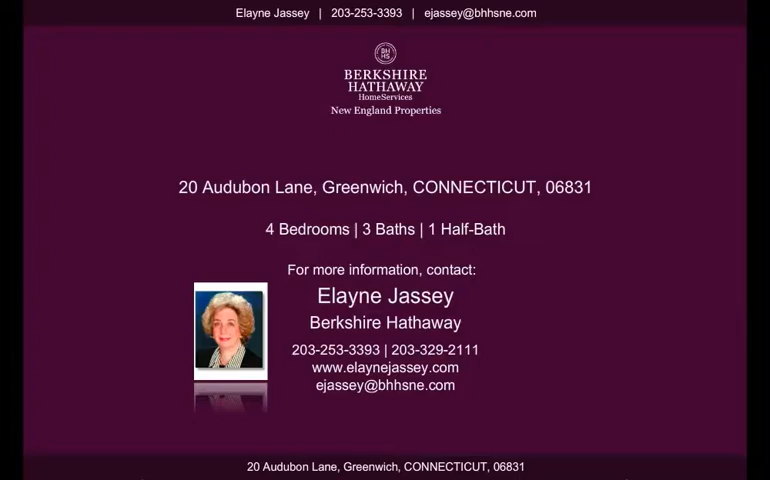 Elayne Jassey | 203-253-3393 | ejassey@bhhsne.com
BH
HS
BERKSHIRE
HATHAWAY
HomeServices
New England Properties
20 Audubon Lane, Greenwich, CONNECTICUT, 06831
4 Bedrooms | 3 Baths | 1 Half-Bath
For more information, contact:
Elayne Jassey
Berkshire Hathaway
203-253-3393 | 203-329-2111
www.elaynejassey.com
ejassey@bhhsne.com
20 Audubon Lane, Greenwich, CONNECTICUT, 06831